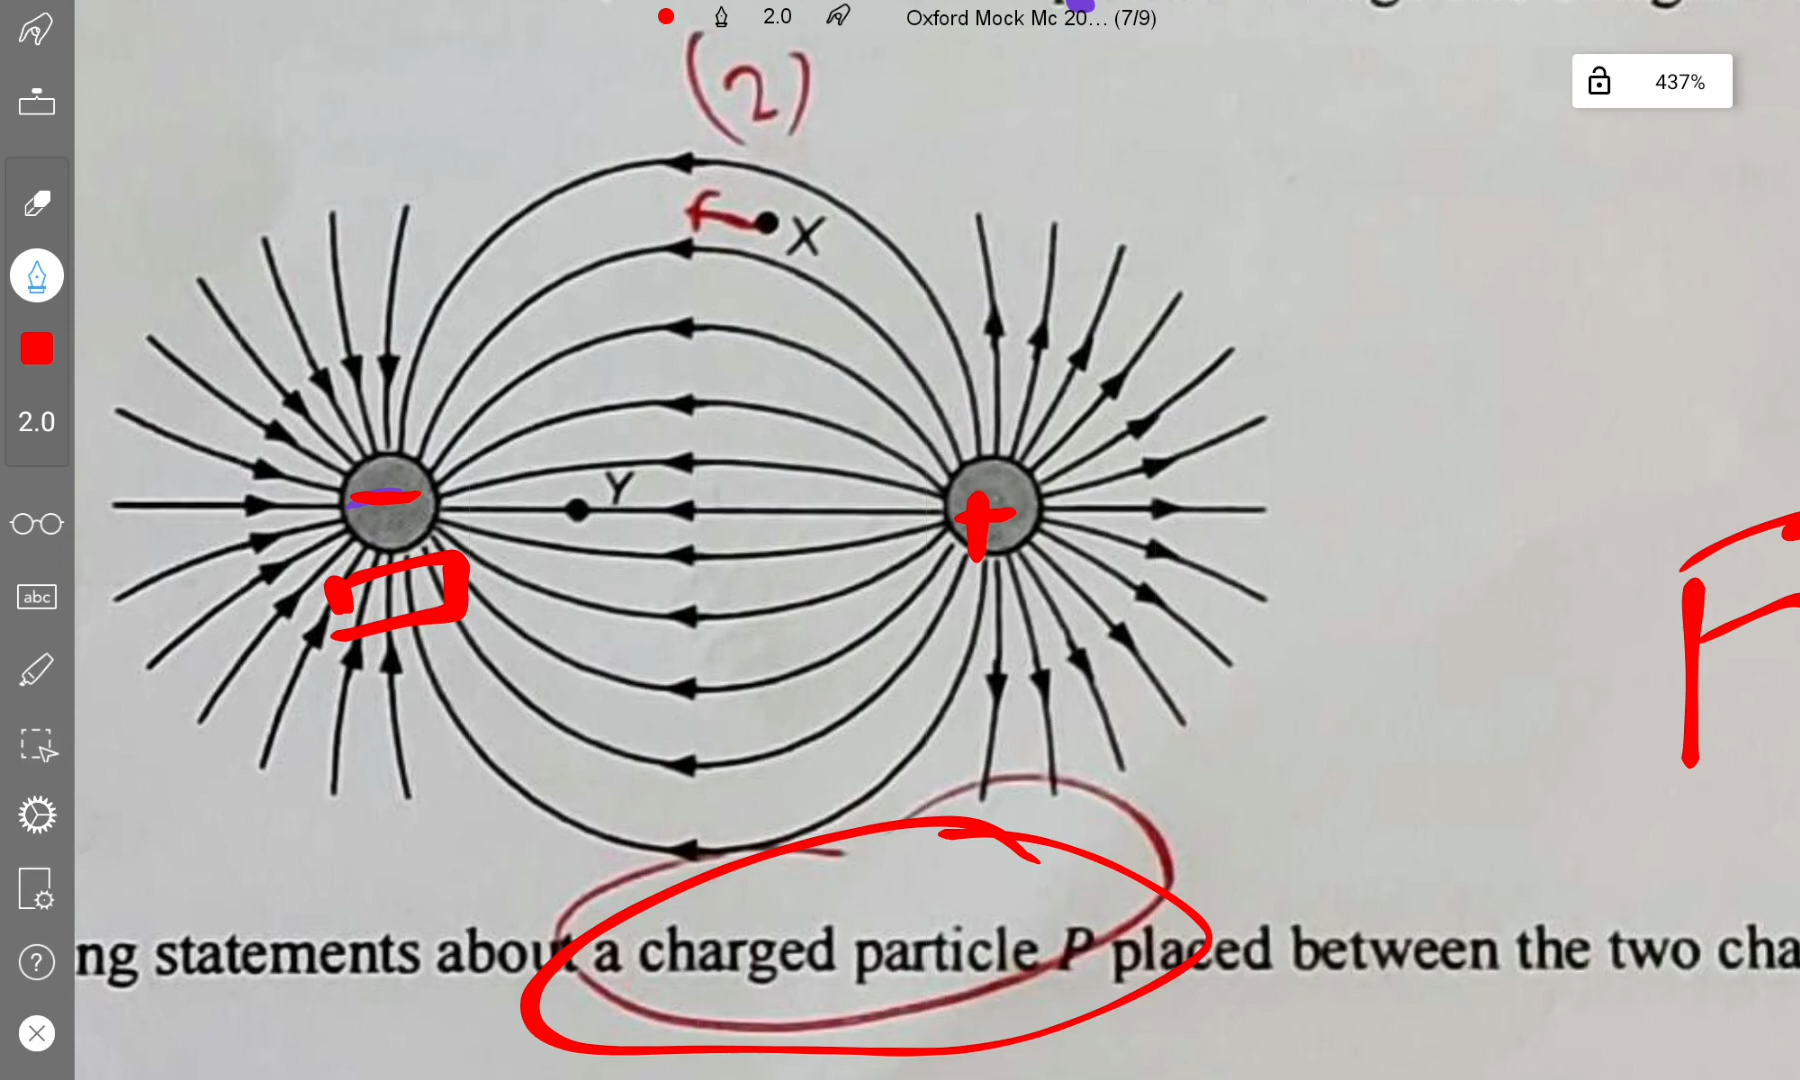 2.0
Oxford Mock Mc 20... (7/9)
437%
(2)
X
2.0
Y
abc
ng statements about a charged particle P placed between the two cha